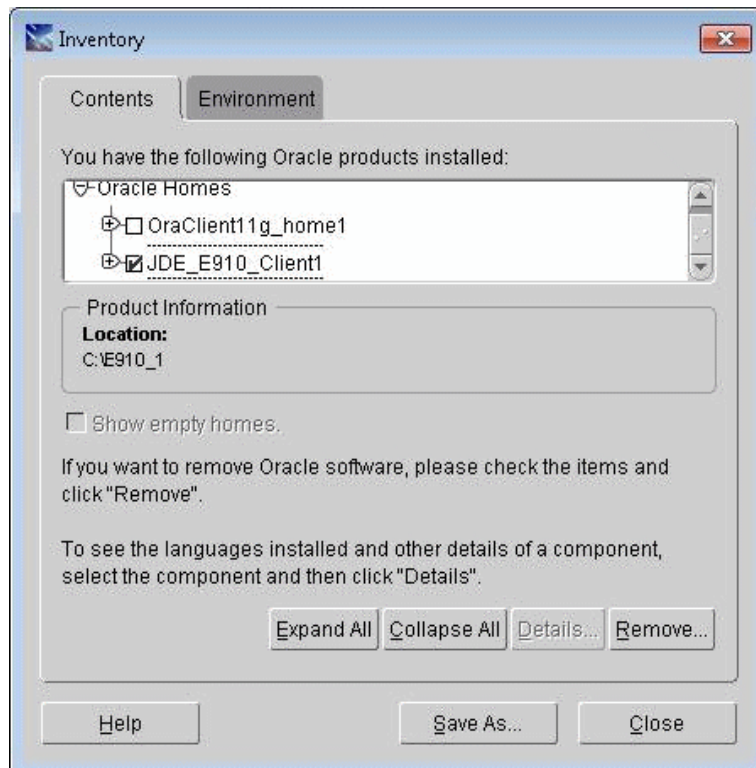 Inventory
Contents
Environment
You have the following Oracle products installed:
Oracle Homes
OraClient11g_home1
JDE_E910_Client1
Product Information
Location:
C:\E910_1
Show empty homes.
If you want to remove Oracle software, please check the items and
click "Remove".
To see the languages installed and other details of a component,
select the component and then click "Details".
Expand All
Collapse All
Details...
Remove...
Help
Save As...
Close